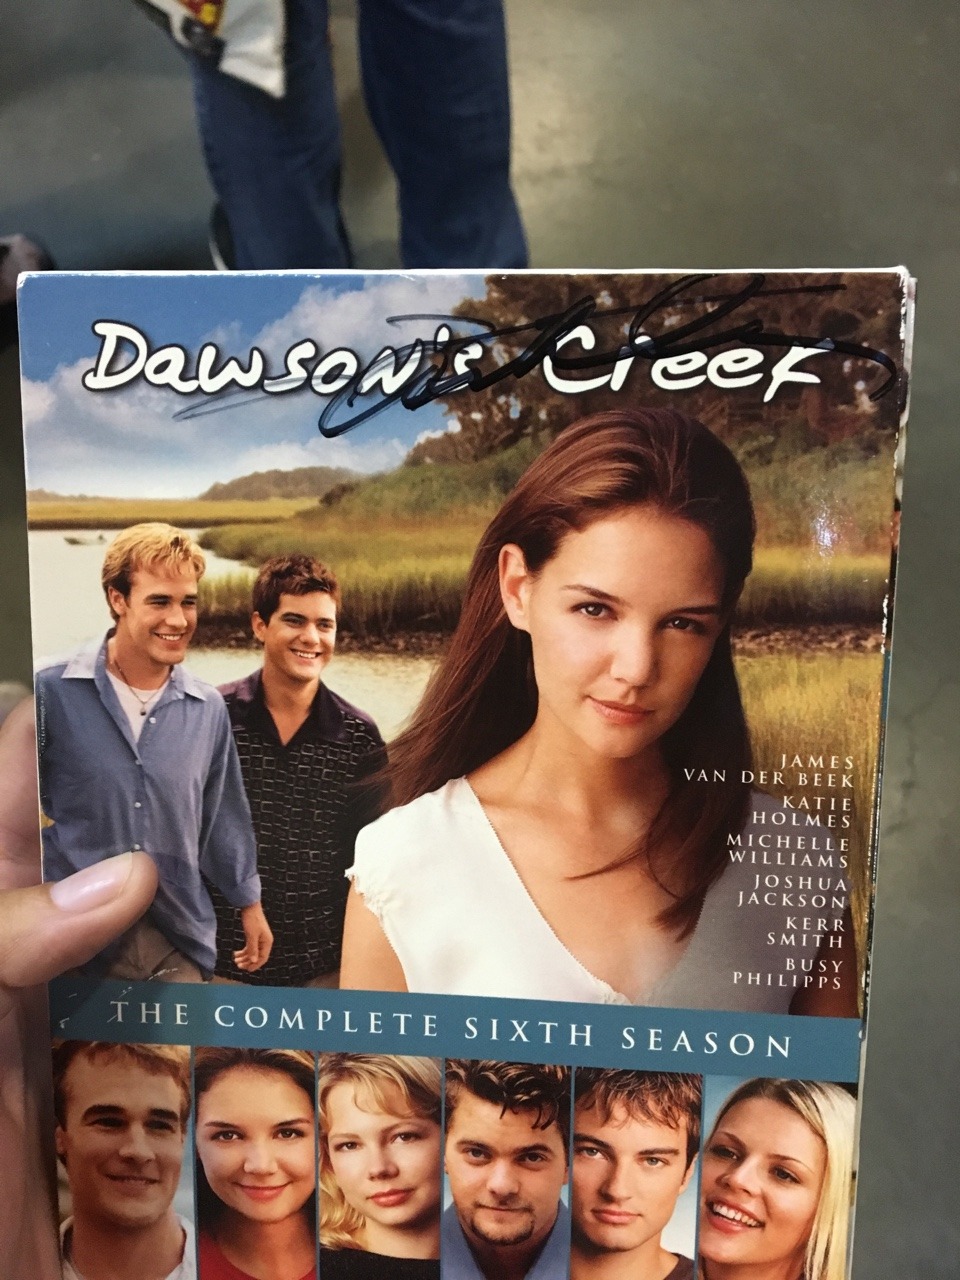 Dawson's Creek
JAMES
VAN DER BEEK
KATIE
HOLMES
MICHELLE
WILLIAMS
JOSHUA
JACKSON
KERR
SMITH
BUSY
PHILIPPS
THE COMPLETE SIXTH SEASON